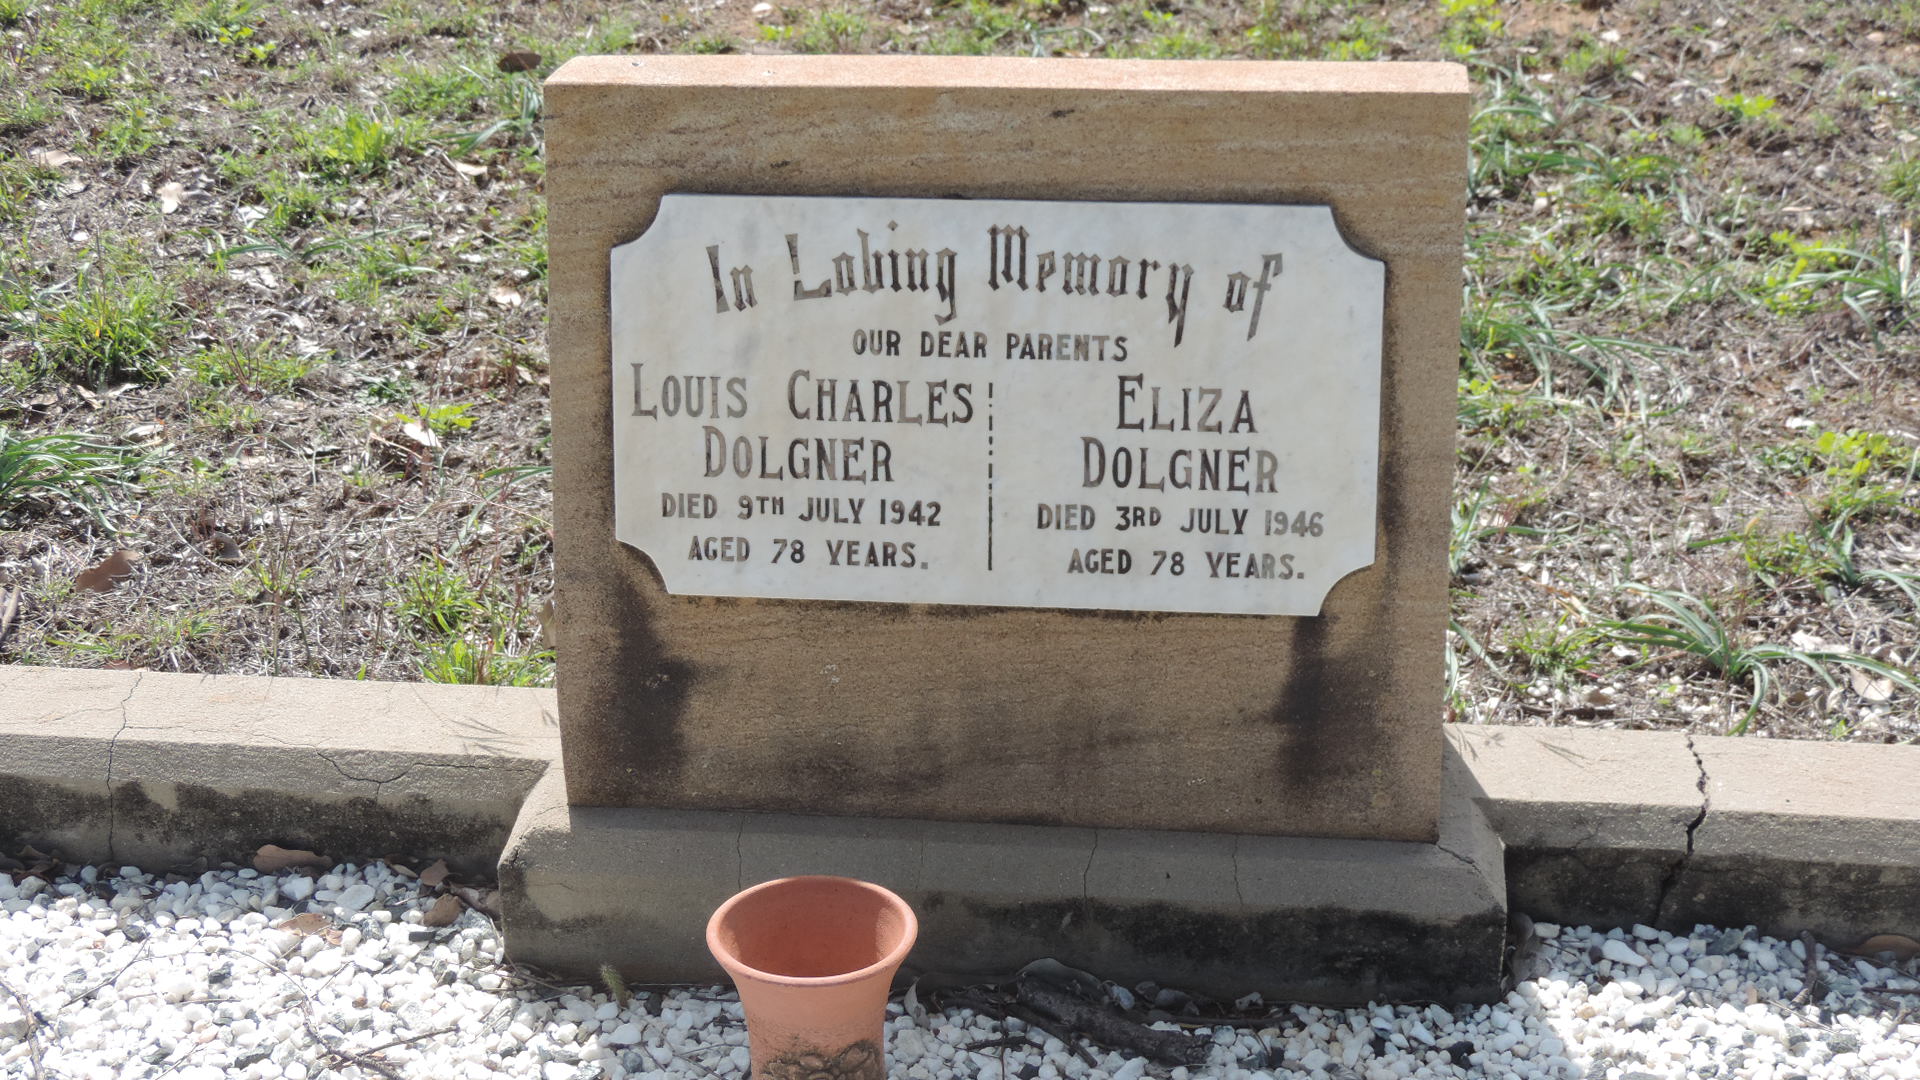 In Loving Memory of
OUR DEAR PARENTS
LOUIS CHARLES
DOLGNER
DIED 9TH JULY 1942
AGED 78 YEARS.
ELIZA
DOLGNER
DIED 3RD JULY 1946
AGED 78 YEARS.